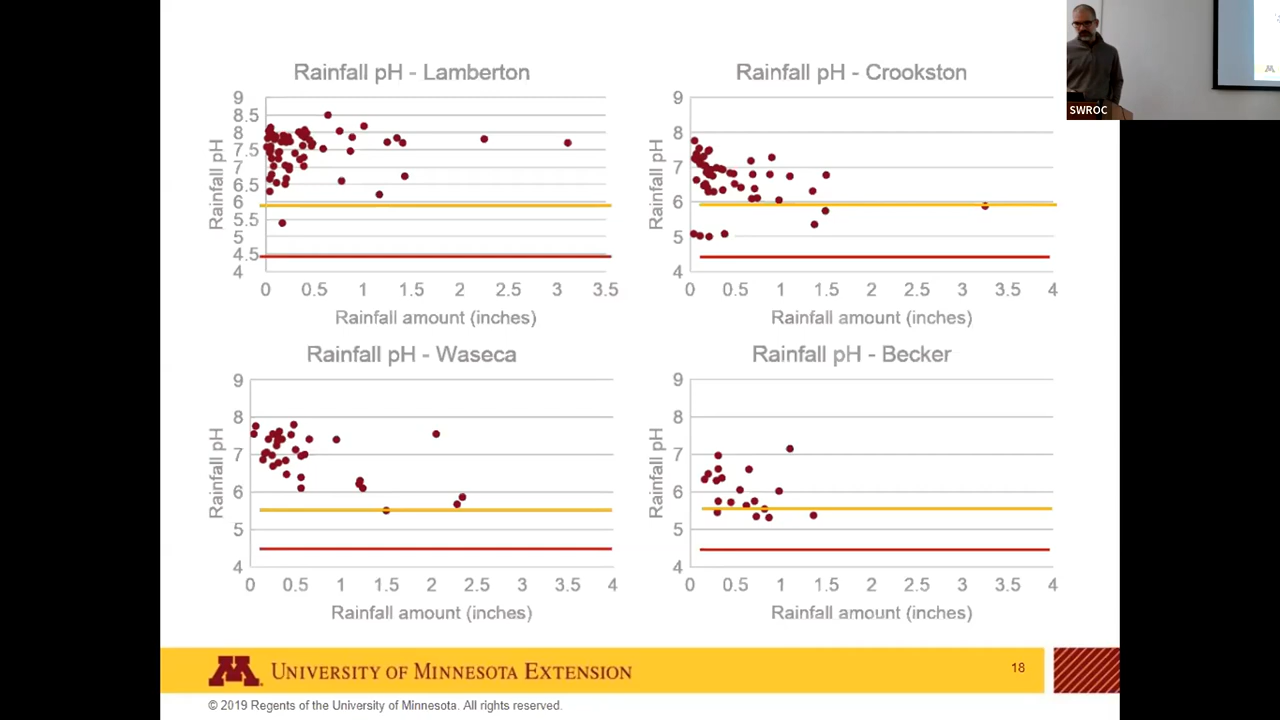 SWROC
Rainfall pH - Lamberton
9
8.5
8
7.5
7
6.5
6
5.5
5
4.5
4
Rainfall pH
0 0.5 1 1.5 2 2.5 3 3.5
Rainfall amount (inches)
Rainfall pH - Crookston
9
8
7
6
5
4
Rainfall pH
0 0.5 1 1.5 2 2.5 3 3.5 4
Rainfall amount (inches)
Rainfall pH - Waseca
9
8
7
6
5
4
Rainfall pH
0 0.5 1 1.5 2 2.5 3 3.5 4
Rainfall amount (inches)
Rainfall pH - Becker
9
8
7
6
5
4
Rainfall pH
0 0.5 1 1.5 2 2.5 3 3.5 4
Rainfall amount (inches)
M UNIVERSITY OF MINNESOTA EXTENSION
18
© 2019 Regents of the University of Minnesota. All rights reserved.